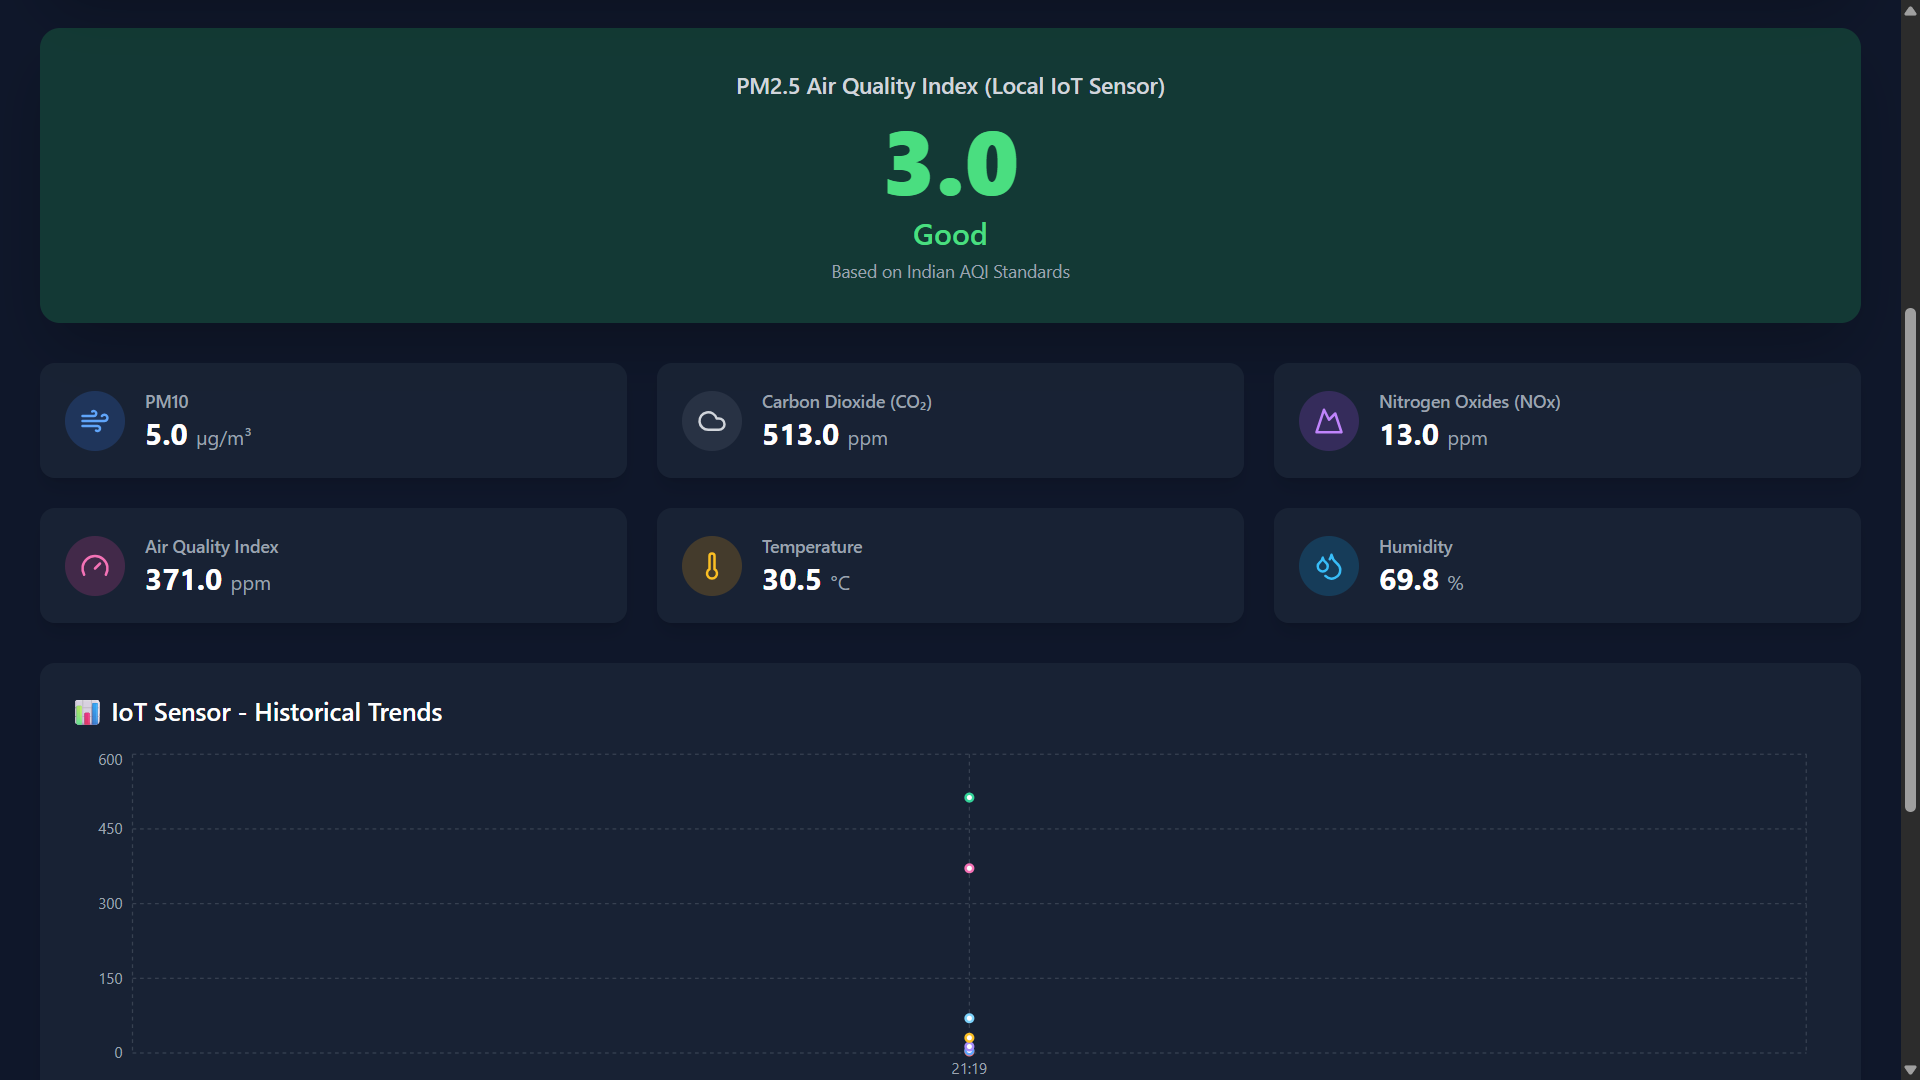 PM2.5 Air Quality Index (Local IoT Sensor)
3.0
Good
Based on Indian AQI Standards
PM10
5.0 µg/m³
Carbon Dioxide (CO₂)
513.0 ppm
Nitrogen Oxides (NOx)
13.0 ppm
Air Quality Index
371.0 ppm
Temperature
30.5 °C
Humidity
69.8 %
📊 IoT Sensor - Historical Trends
600
450
300
150
0
21:19